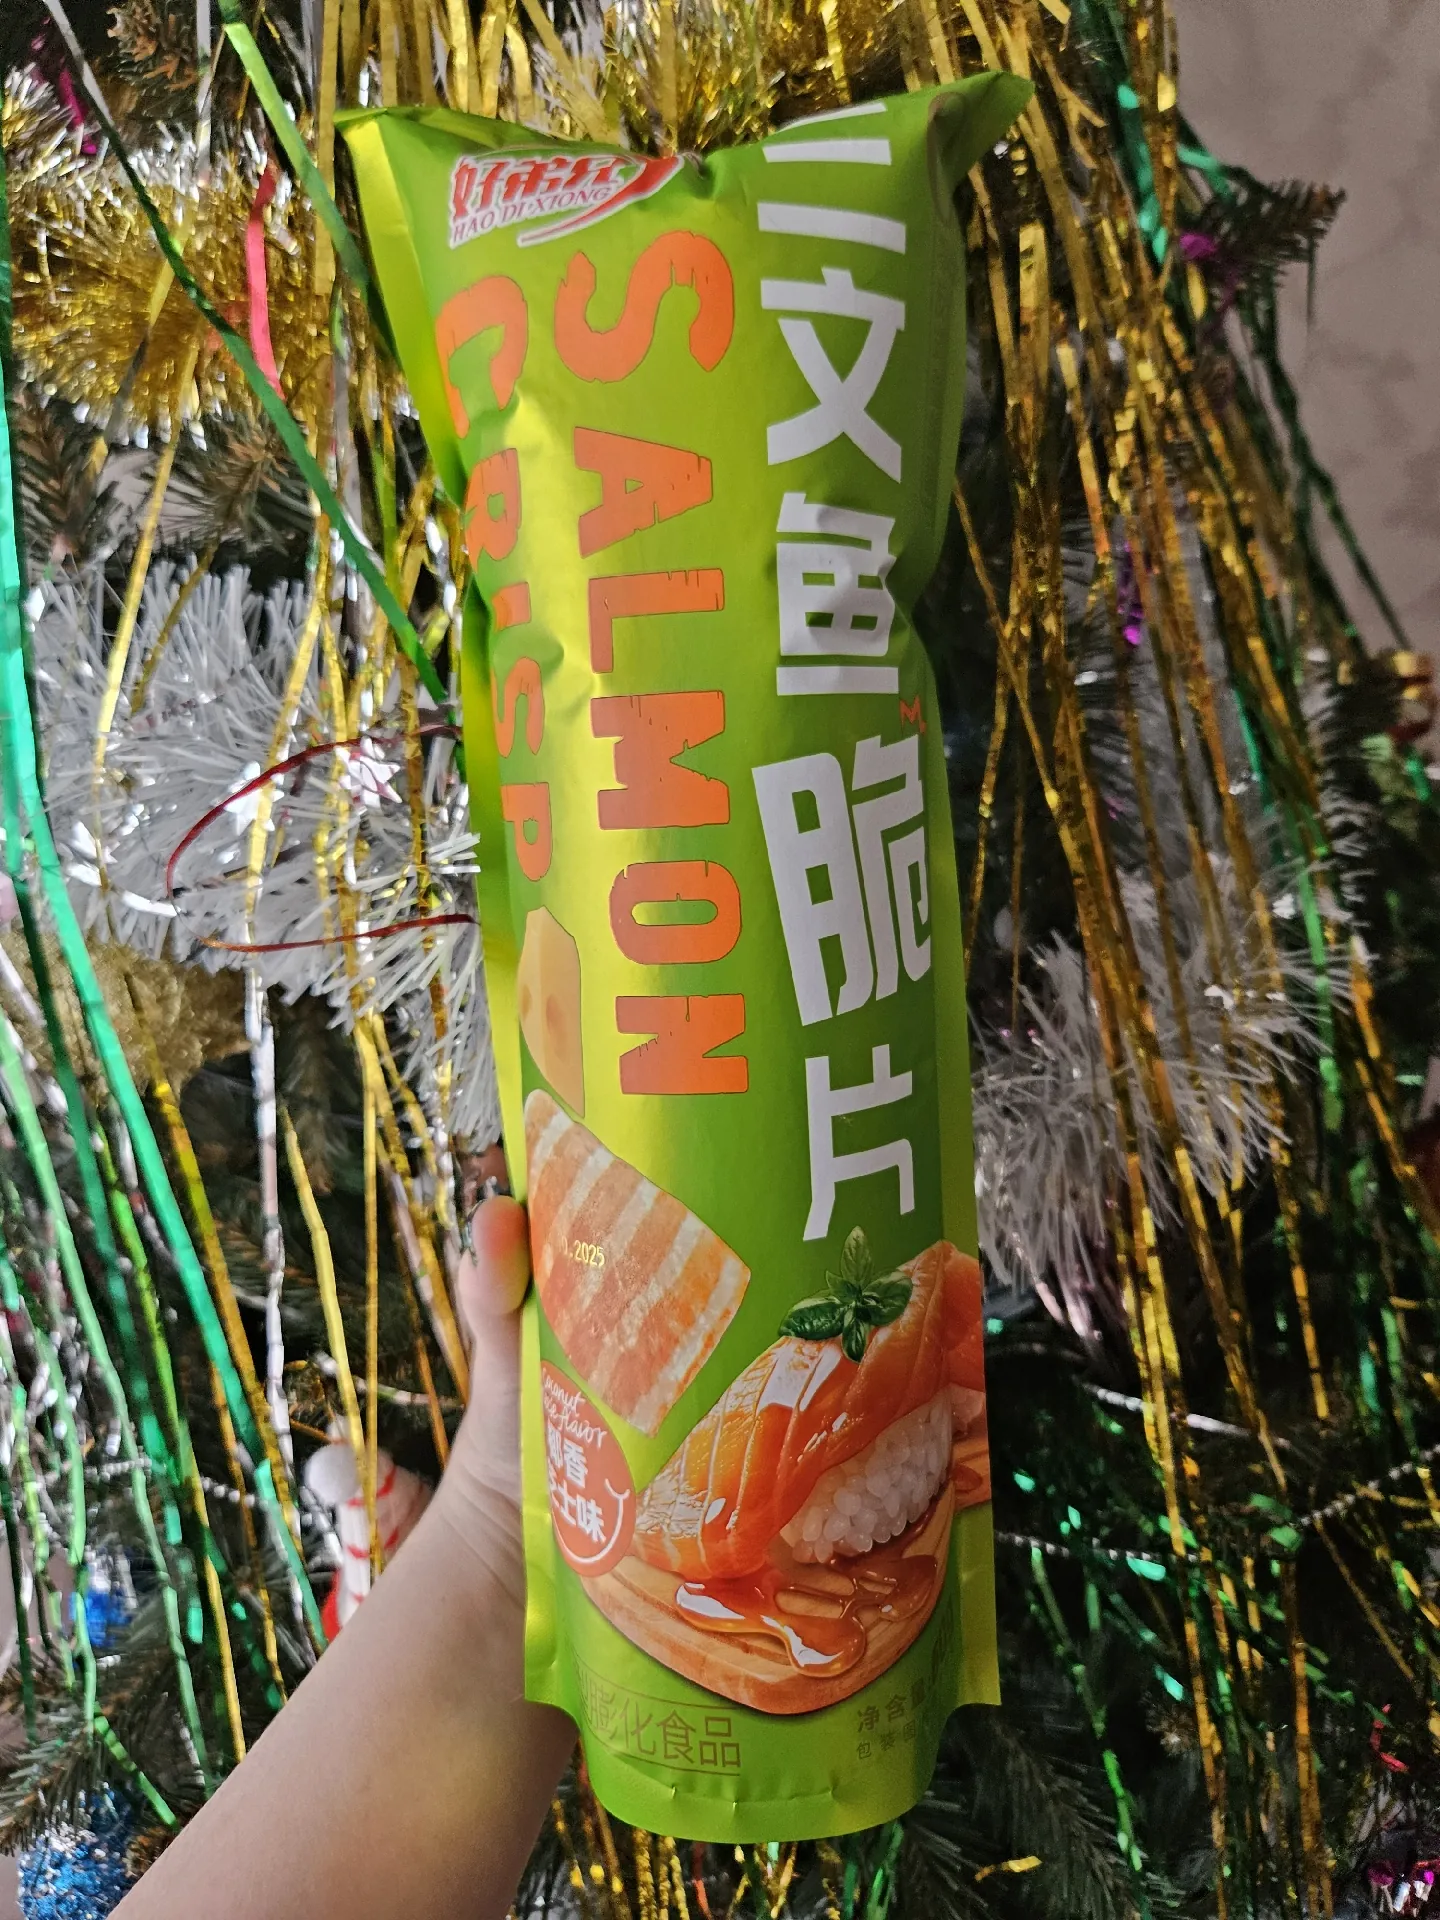 好弟兄
HAO DI XIONG
三文鱼脆片
SALMON
CRISP
.2025
flavor
香
士味
膨化食品
净含量
包装